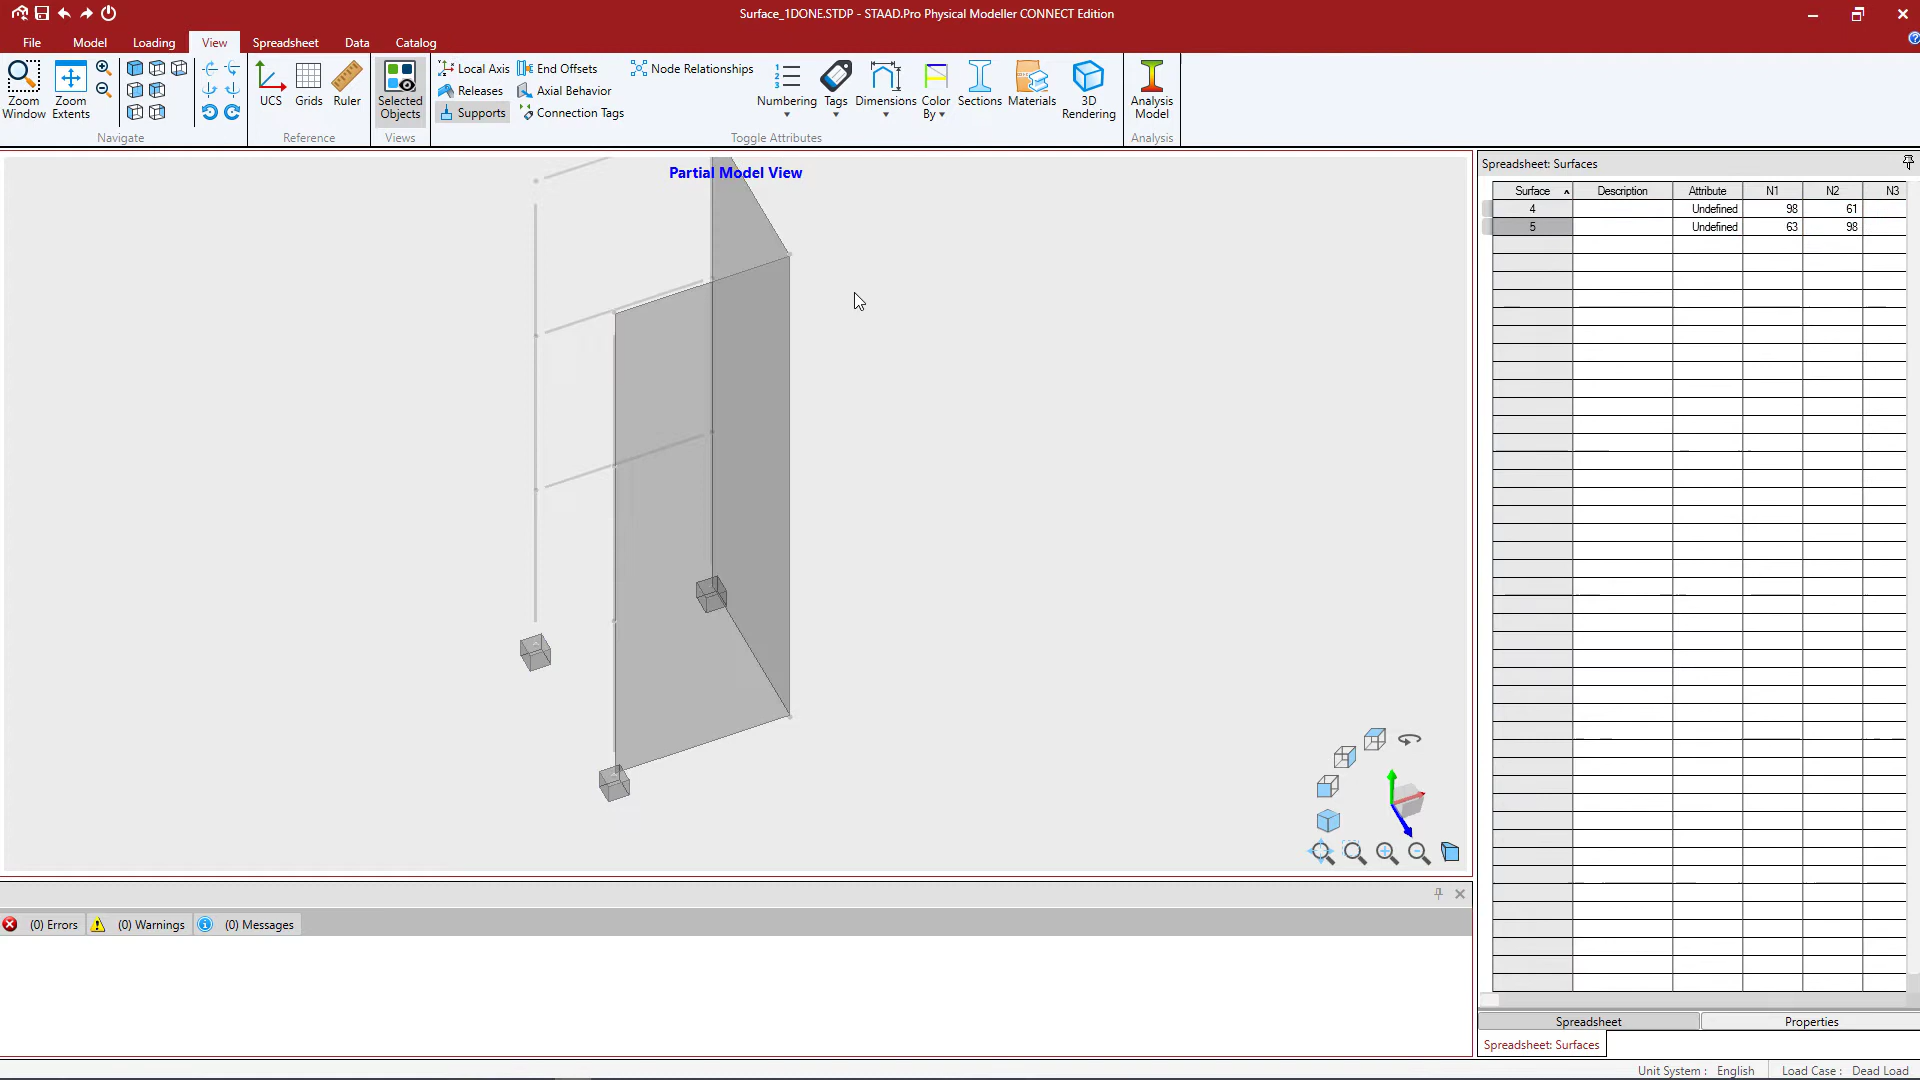 Surface_1DONE.STDP - STAAD.Pro Physical Modeller CONNECT Edition
File Model Loading View Spreadsheet Data Catalog
Zoom Window
Zoom Extents
Navigate
UCS
Grids
Ruler
Reference
Selected Objects
Views
Local Axis
Releases
Supports
End Offsets
Axial Behavior
Connection Tags
Node Relationships
Numbering
Tags
Dimensions
Color By
Sections
Materials
3D Rendering
Toggle Attributes
Analysis Model
Analysis
Partial Model View
Spreadsheet: Surfaces
Surface Description Attribute N1 N2 N3
4 Undefined 98 61
5 Undefined 63 98
Spreadsheet Properties
Spreadsheet: Surfaces
(0) Errors (0) Warnings (0) Messages
Unit System : English Load Case : Dead Load